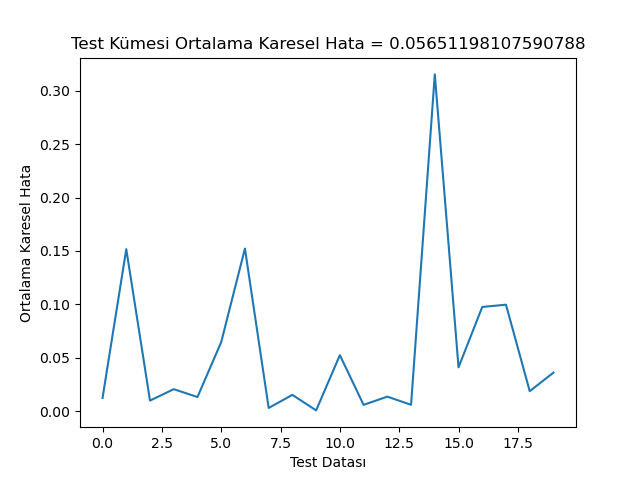 Test Kümesi Ortalama Karesel Hata = 0.05651198107590788
0.30
0.25
0.20
0.15
0.10
0.05
0.00
Ortalama Karesel Hata
0.0 2.5 5.0 7.5 10.0 12.5 15.0 17.5
Test Datası